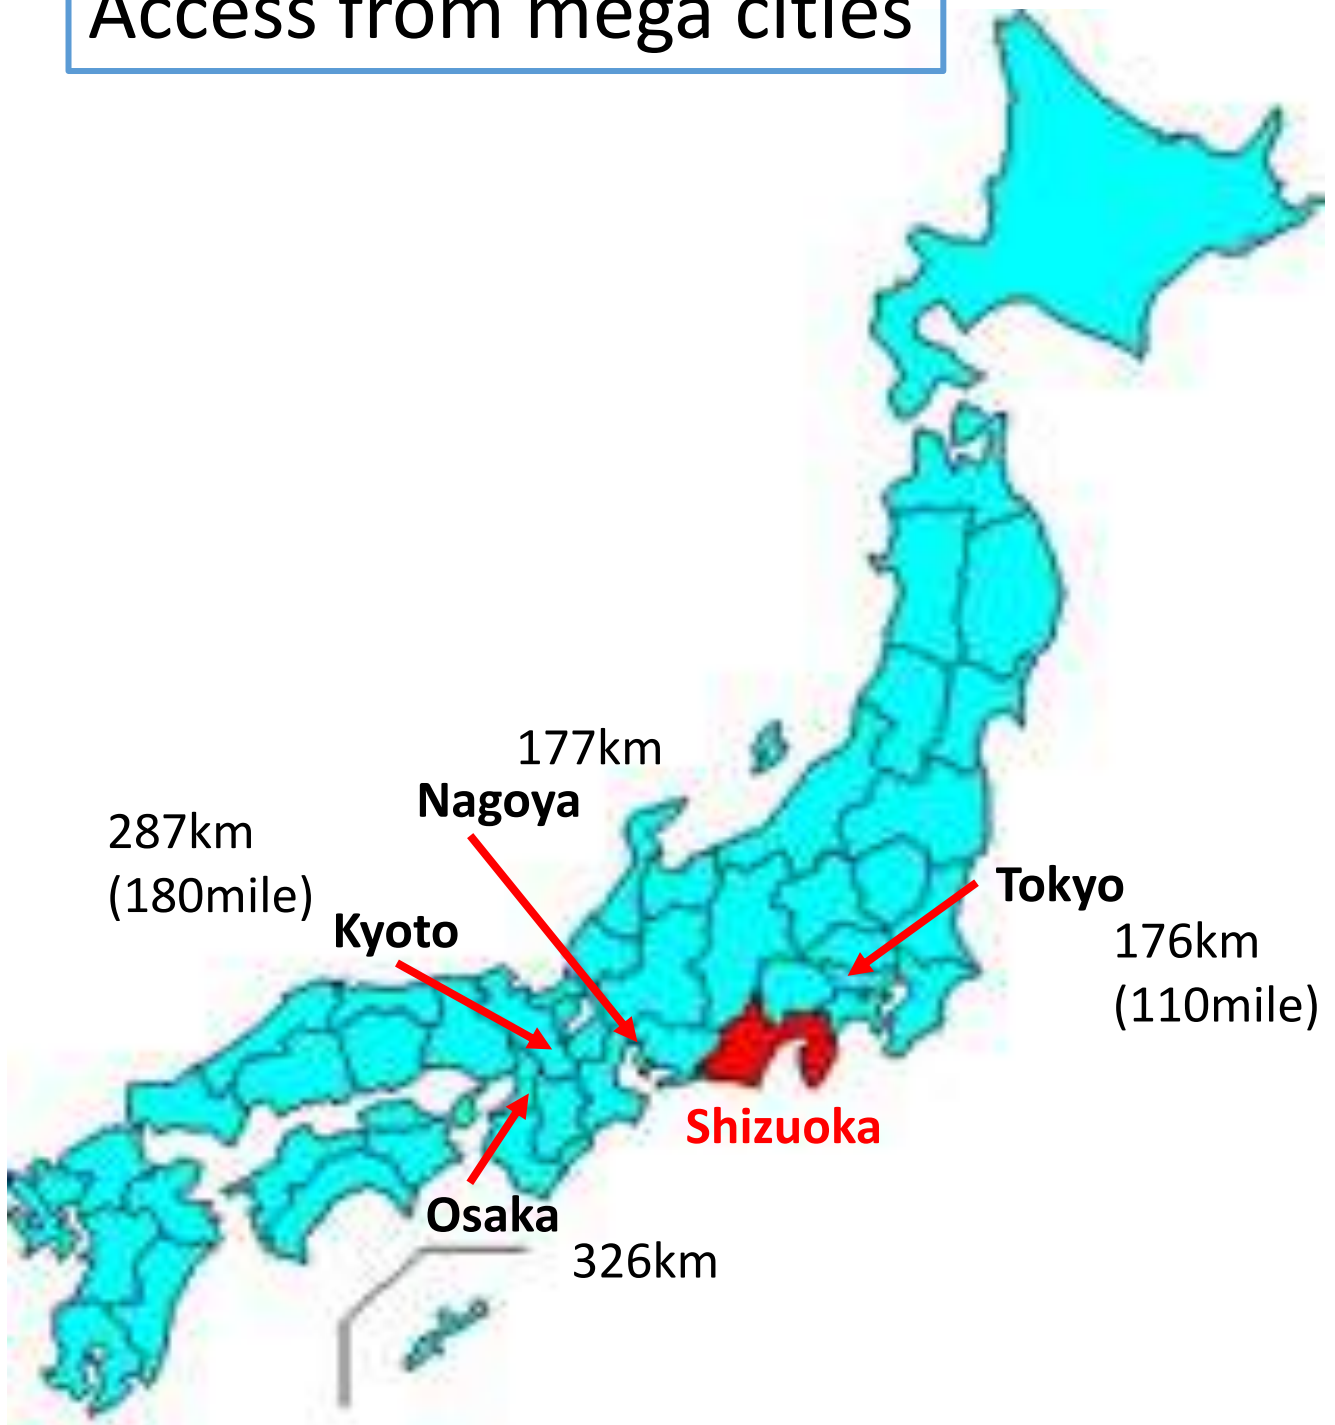 Access from mega cities
177km
Nagoya
287km
(180mile)
Kyoto
Tokyo
176km
(110mile)
Shizuoka
Osaka
326km